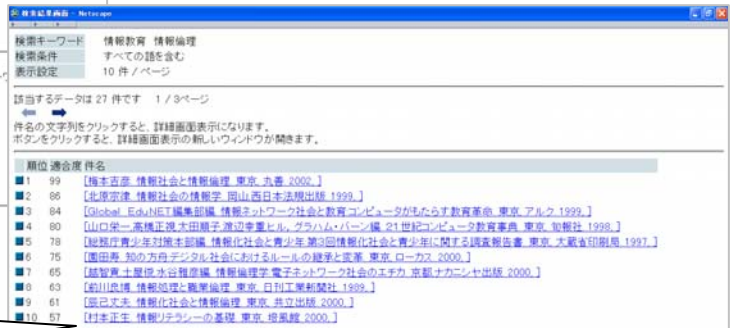 検索結果画面 - Netscape
検索キーワード 情報教育 情報倫理
検索条件 すべての語を含む
表示設定 10 件 / ページ
該当するデータは 27 件です 1 / 3ページ
件名の文字列をクリックすると、詳細画面表示になります。
ボタンをクリックすると、詳細画面表示の新しいウィンドウが開きます。
順位 適合度 件名
1 99 [梅本吉彦 情報社会と情報倫理 東京 丸善 2002. ]
2 86 [北原宗律 情報社会の情報学 岡山 西日本法規出版 1999. ]
3 84 [Global EduNET編集部編 情報ネットワーク社会と教育 コンピュータがもたらす教育革命 東京 アルク 1999. ]
4 80 [山口榮一,高橋正視,太田順子,渡辺幸重,ヒル, グラハム・バーン編 21世紀コンピュータ教育事典 東京 旬報社 1998. ]
5 78 [総務庁青少年対策本部編 情報化社会と青少年 第3回情報化社会と青少年に関する調査報告書 東京 大蔵省印刷局 1997. ]
6 75 [園田寿 知の方舟 デジタル社会におけるルールの継承と変革 東京 ローカス 2000. ]
7 65 [越智貢,土屋俊,水谷雅彦編 情報倫理学 電子ネットワーク社会のエチカ 京都 ナカニシヤ出版 2000. ]
8 63 [前川良博 情報処理と職業倫理 東京 日刊工業新聞社 1989. ]
9 61 [辰己丈夫 情報化社会と情報倫理 東京 共立出版 2000. ]
10 57 [村本正生 情報リテラシーの基礎 東京 培風館 2000. ]